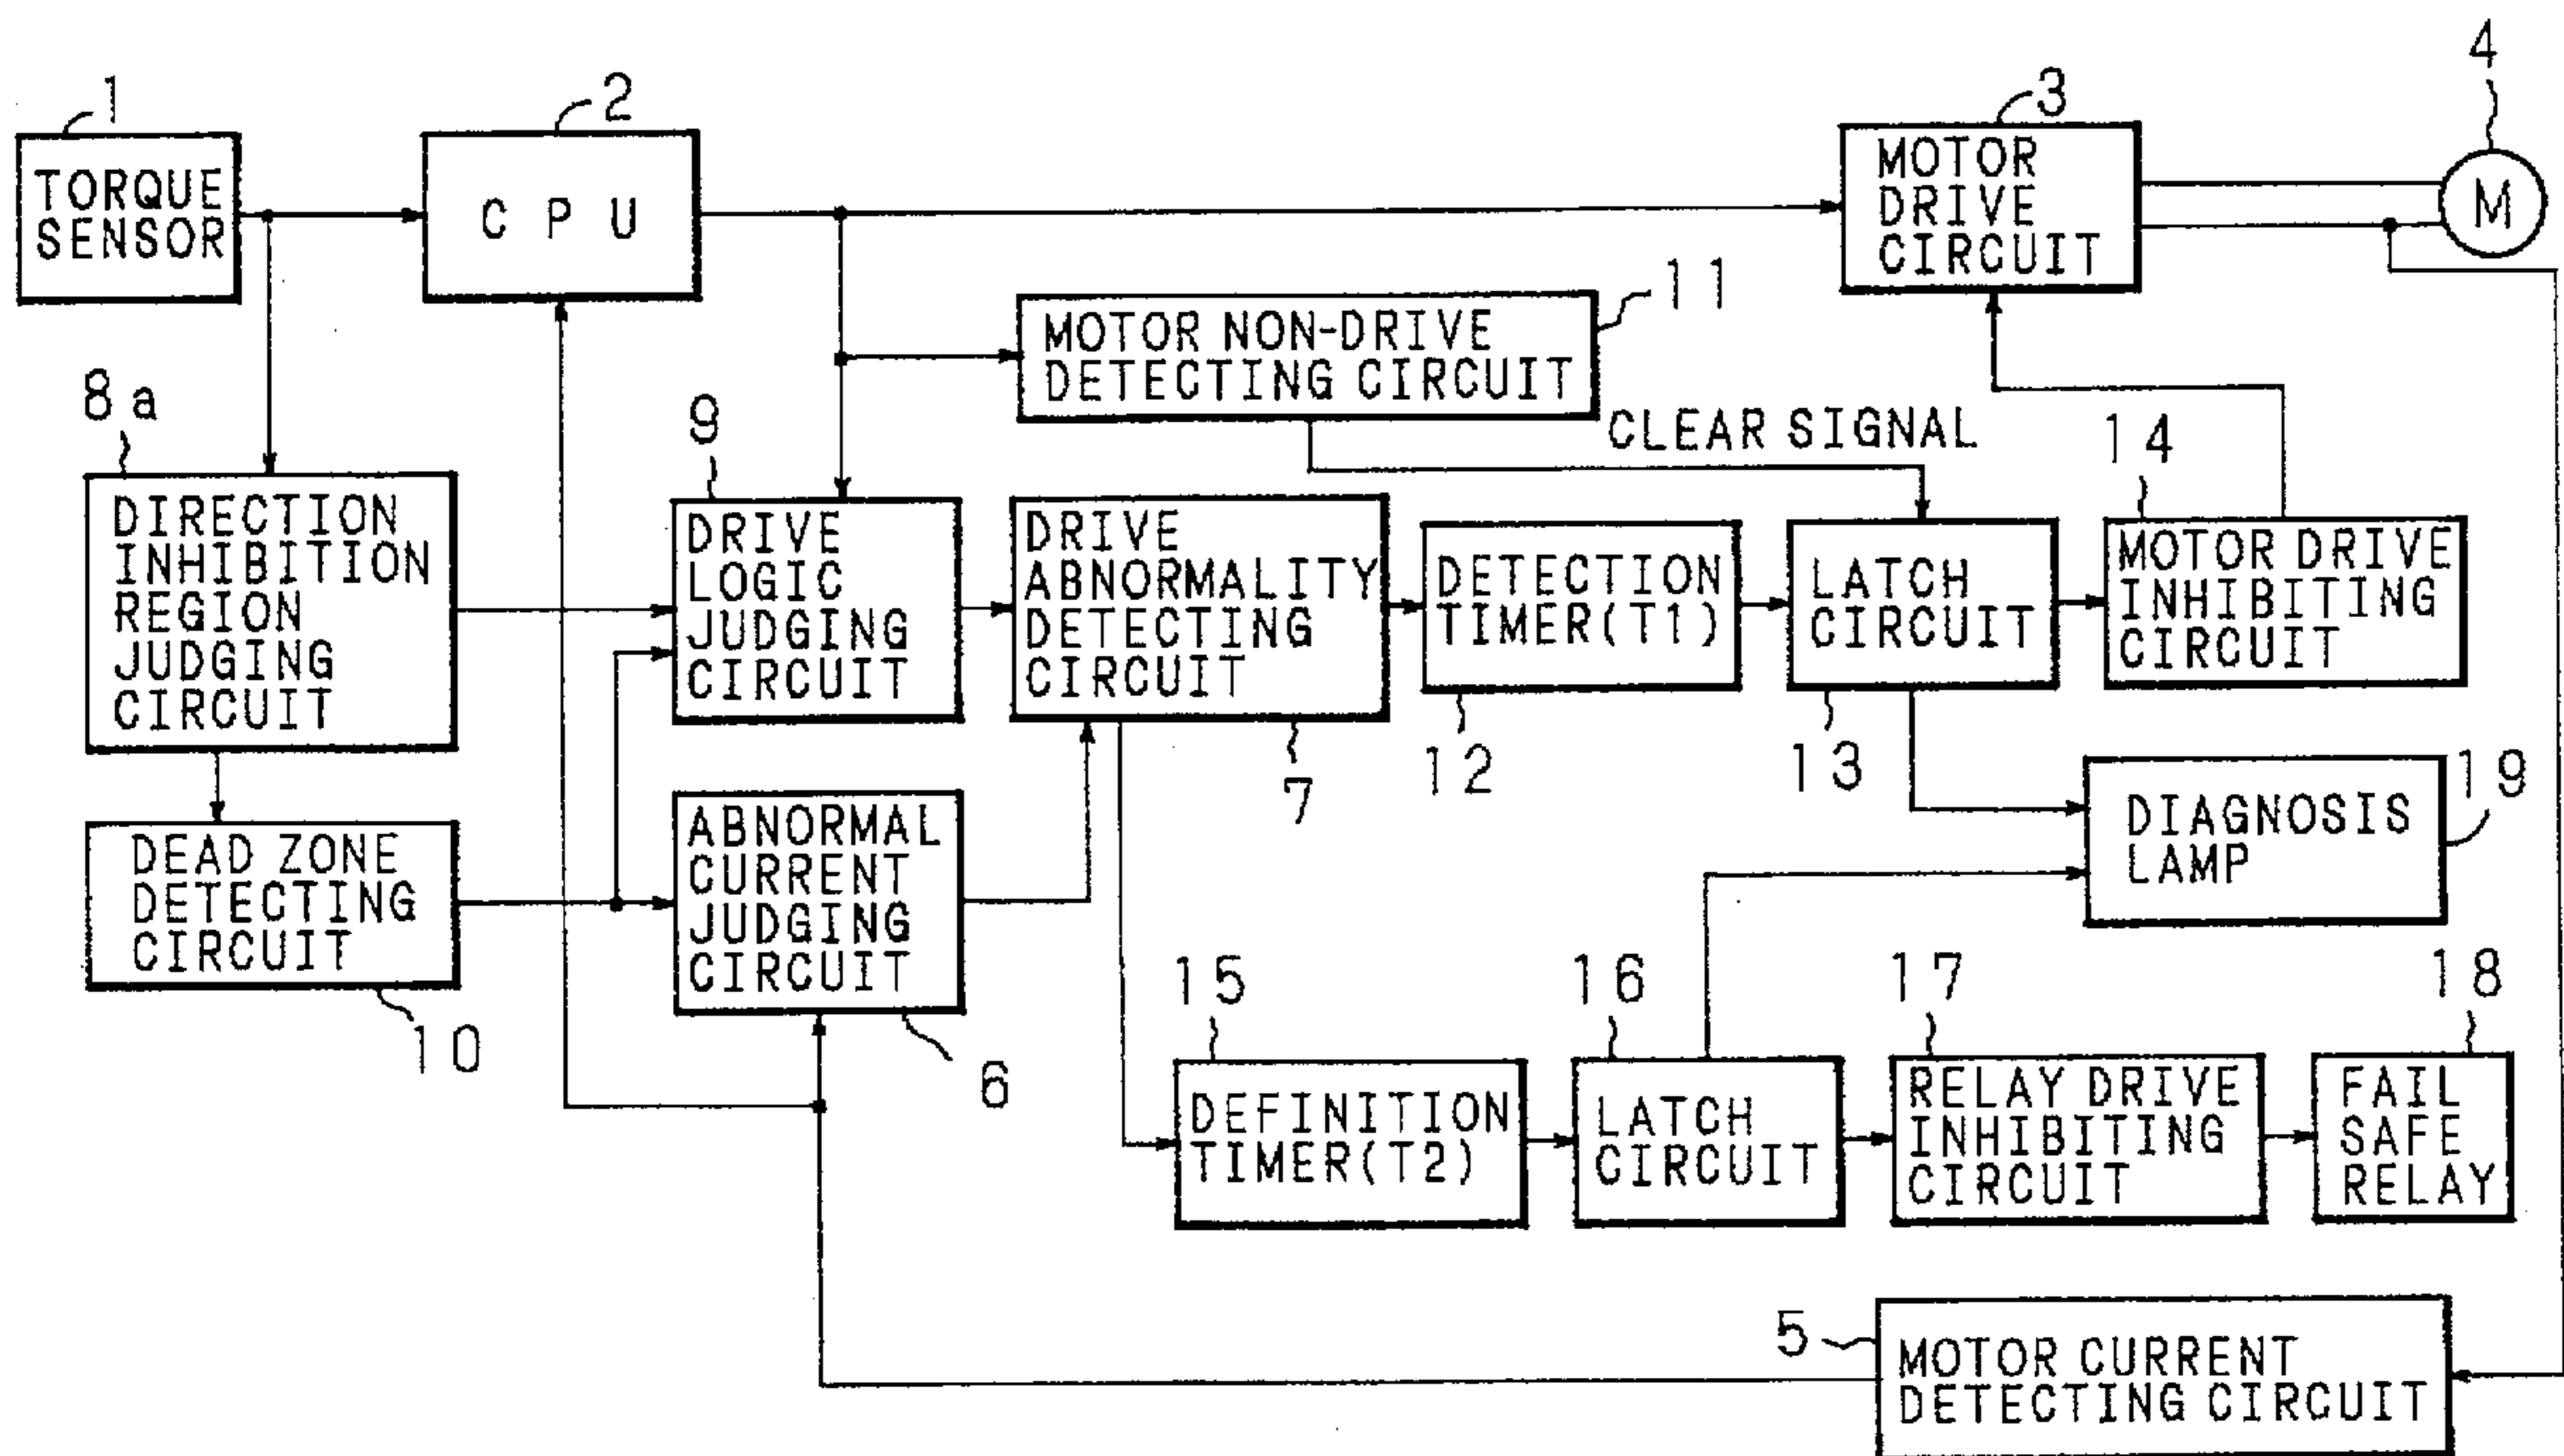 1
TORQUE
SENSOR
2
C P U
3
MOTOR
DRIVE
CIRCUIT
4
M
11
MOTOR NON-DRIVE
DETECTING CIRCUIT
CLEAR SIGNAL
8a
DIRECTION
INHIBITION
REGION
JUDGING
CIRCUIT
9
DRIVE
LOGIC
JUDGING
CIRCUIT
DRIVE
ABNORMALITY
DETECTING
CIRCUIT
7
DETECTION
TIMER(T1)
12
LATCH
CIRCUIT
13
14
MOTOR DRIVE
INHIBITING
CIRCUIT
DEAD ZONE
DETECTING
CIRCUIT
10
ABNORMAL
CURRENT
JUDGING
CIRCUIT
6
DIAGNOSIS
LAMP
19
15
DEFINITION
TIMER(T2)
16
LATCH
CIRCUIT
17
RELAY DRIVE
INHIBITING
CIRCUIT
18
FAIL
SAFE
RELAY
5
MOTOR CURRENT
DETECTING CIRCUIT